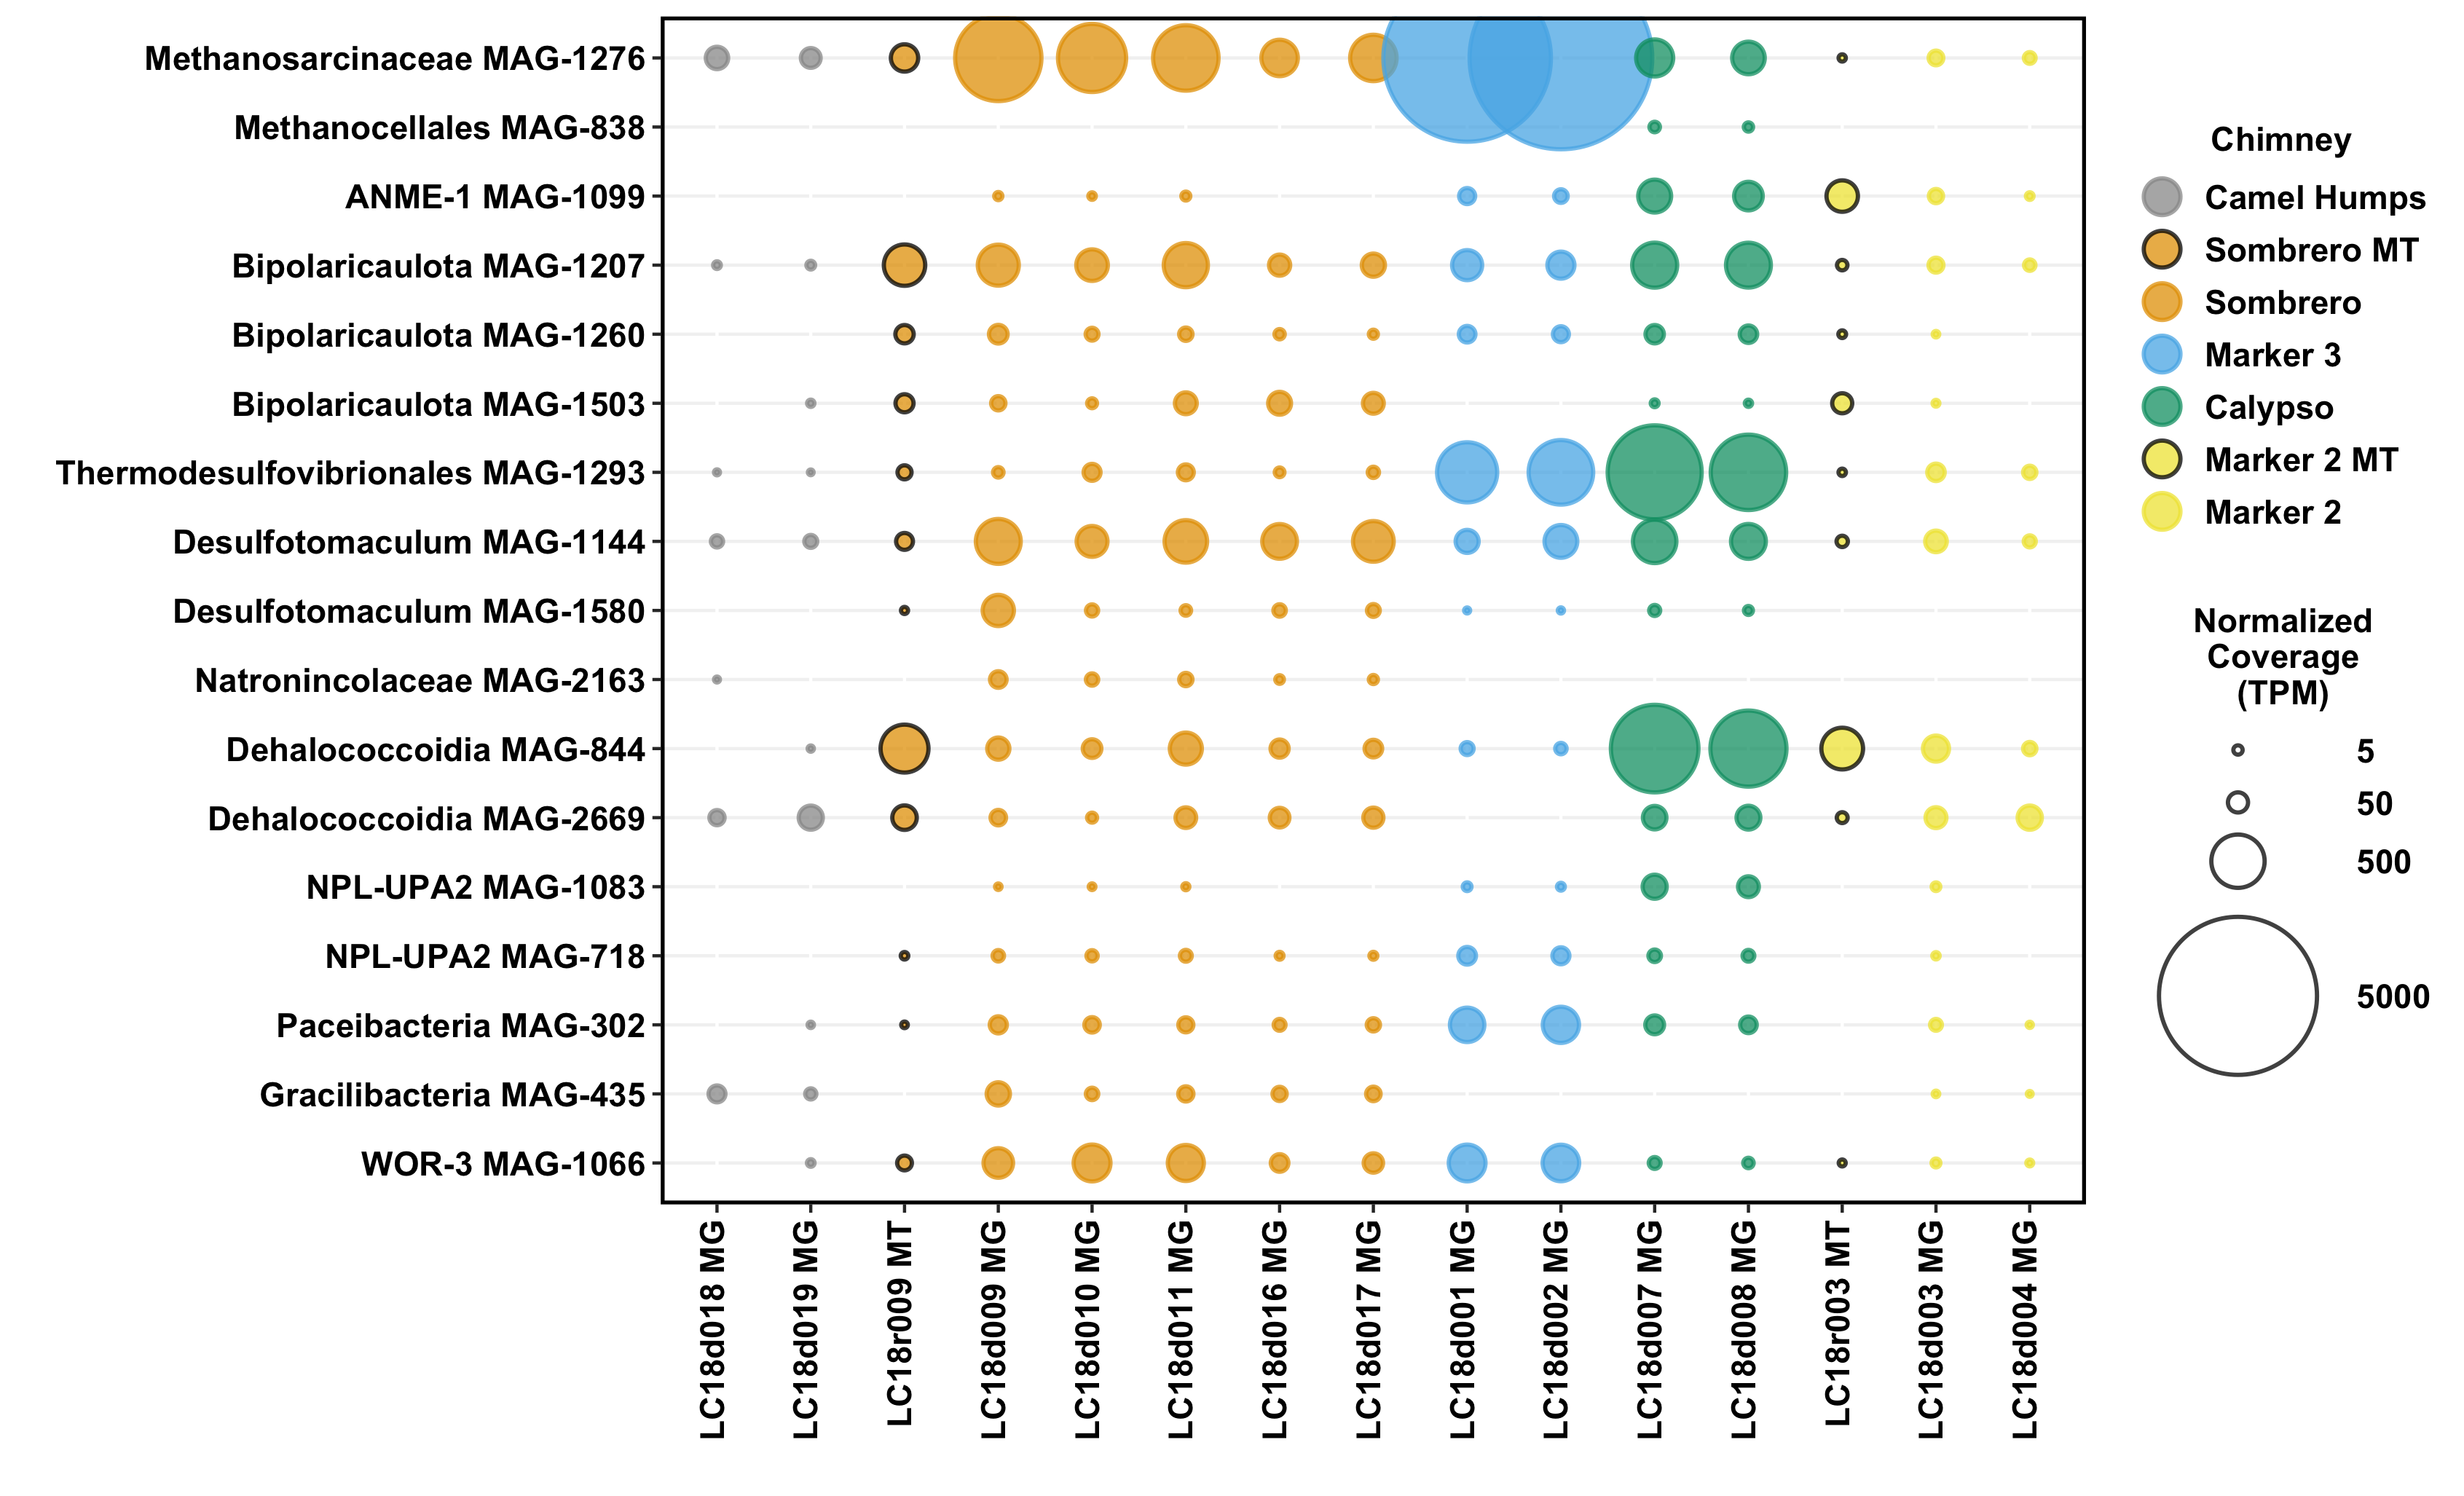 Methanosarcinaceae MAG-1276
Methanocellales MAG-838
ANME-1 MAG-1099
Bipolaricaulota MAG-1207
Bipolaricaulota MAG-1260
Bipolaricaulota MAG-1503
Thermodesulfovibrionales MAG-1293
Desulfotomaculum MAG-1144
Desulfotomaculum MAG-1580
Natronincolaceae MAG-2163
Dehalococcoidia MAG-844
Dehalococcoidia MAG-2669
NPL-UPA2 MAG-1083
NPL-UPA2 MAG-718
Paceibacteria MAG-302
Gracilibacteria MAG-435
WOR-3 MAG-1066
LC18d018 MG
LC18d019 MG
LC18r009 MT
LC18d009 MG
LC18d010 MG
LC18d011 MG
LC18d016 MG
LC18d017 MG
LC18d001 MG
LC18d002 MG
LC18d007 MG
LC18d008 MG
LC18r003 MT
LC18d003 MG
LC18d004 MG
Chimney
Camel Humps
Sombrero MT
Sombrero
Marker 3
Calypso
Marker 2 MT
Marker 2
Normalized
Coverage
(TPM)
5
50
500
5000